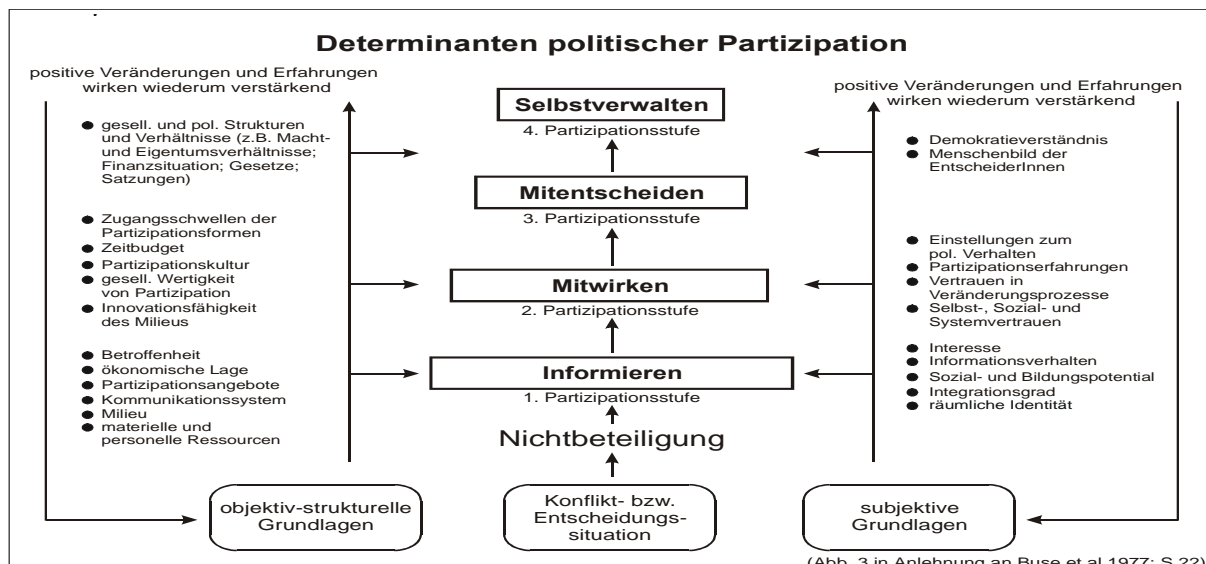 Determinanten politischer Partizipation
positive Veränderungen und Erfahrungen
wirken wiederum verstärkend
● gesell. und pol. Strukturen
und Verhältnisse (z.B. Macht-
und Eigentumsverhältnisse;
Finanzsituation; Gesetze;
Satzungen)
● Zugangsschwellen der
Partizipationsformen
● Zeitbudget
● Partizipationskultur
● gesell. Wertigkeit
von Partizipation
● Innovationsfähigkeit
des Milieus
● Betroffenheit
● ökonomische Lage
● Partizipationsangebote
● Kommunikationssystem
● Milieu
● materielle und
personelle Ressourcen
objektiv-strukturelle
Grundlagen
Selbstverwalten
4. Partizipationsstufe
Mitentscheiden
3. Partizipationsstufe
Mitwirken
2. Partizipationsstufe
Informieren
1. Partizipationsstufe
Nichtbeteiligung
Konflikt- bzw.
Entscheidungs-
situation
positive Veränderungen und Erfahrungen
wirken wiederum verstärkend
● Demokratieverständnis
● Menschenbild der
EntscheiderInnen
● Einstellungen zum
pol. Verhalten
● Partizipationserfahrungen
● Vertrauen in
Veränderungsprozesse
● Selbst-, Sozial- und
Systemvertrauen
● Interesse
● Informationsverhalten
● Sozial- und Bildungspotential
● Integrationsgrad
● räumliche Identität
subjektive
Grundlagen
(Abb. 3 in Anlehnung an Buse et al 1977: S.22)